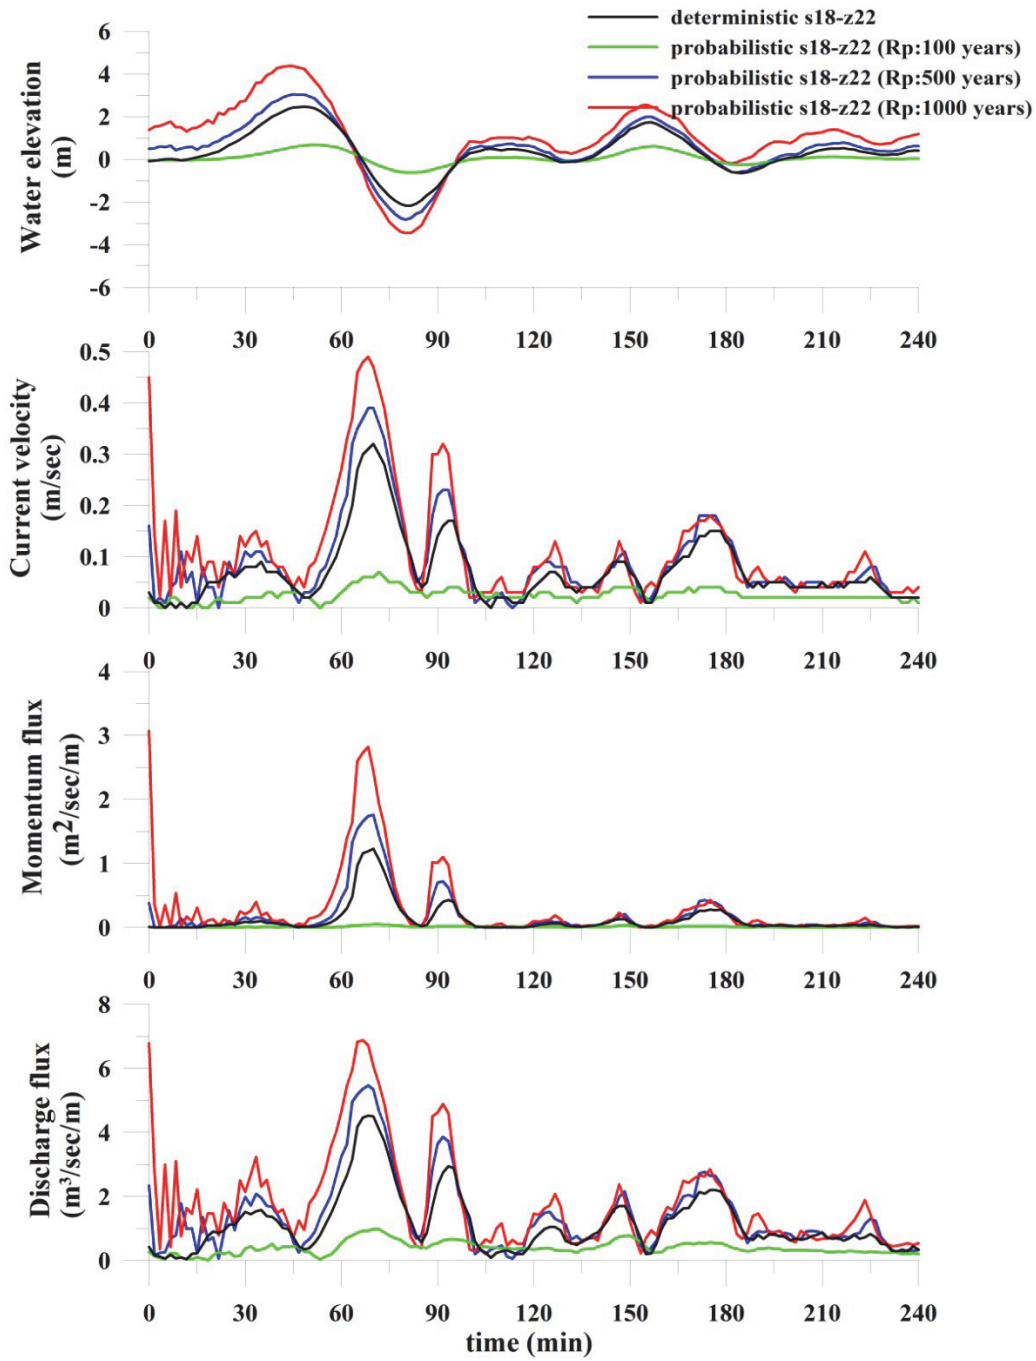 deterministic s18-z22
probabilistic s18-z22 (Rp:100 years)
probabilistic s18-z22 (Rp:500 years)
probabilistic s18-z22 (Rp:1000 years)
Water elevation
(m)
6
4
2
0
-2
-4
-6
0 30 60 90 120 150 180 210 240
Current velocity
(m/sec)
0.5
0.4
0.3
0.2
0.1
0
0 30 60 90 120 150 180 210 240
Momentum flux
(m²/sec/m)
4
3
2
1
0
0 30 60 90 120 150 180 210 240
Discharge flux
(m³/sec/m)
8
6
4
2
0
0 30 60 90 120 150 180 210 240
time (min)